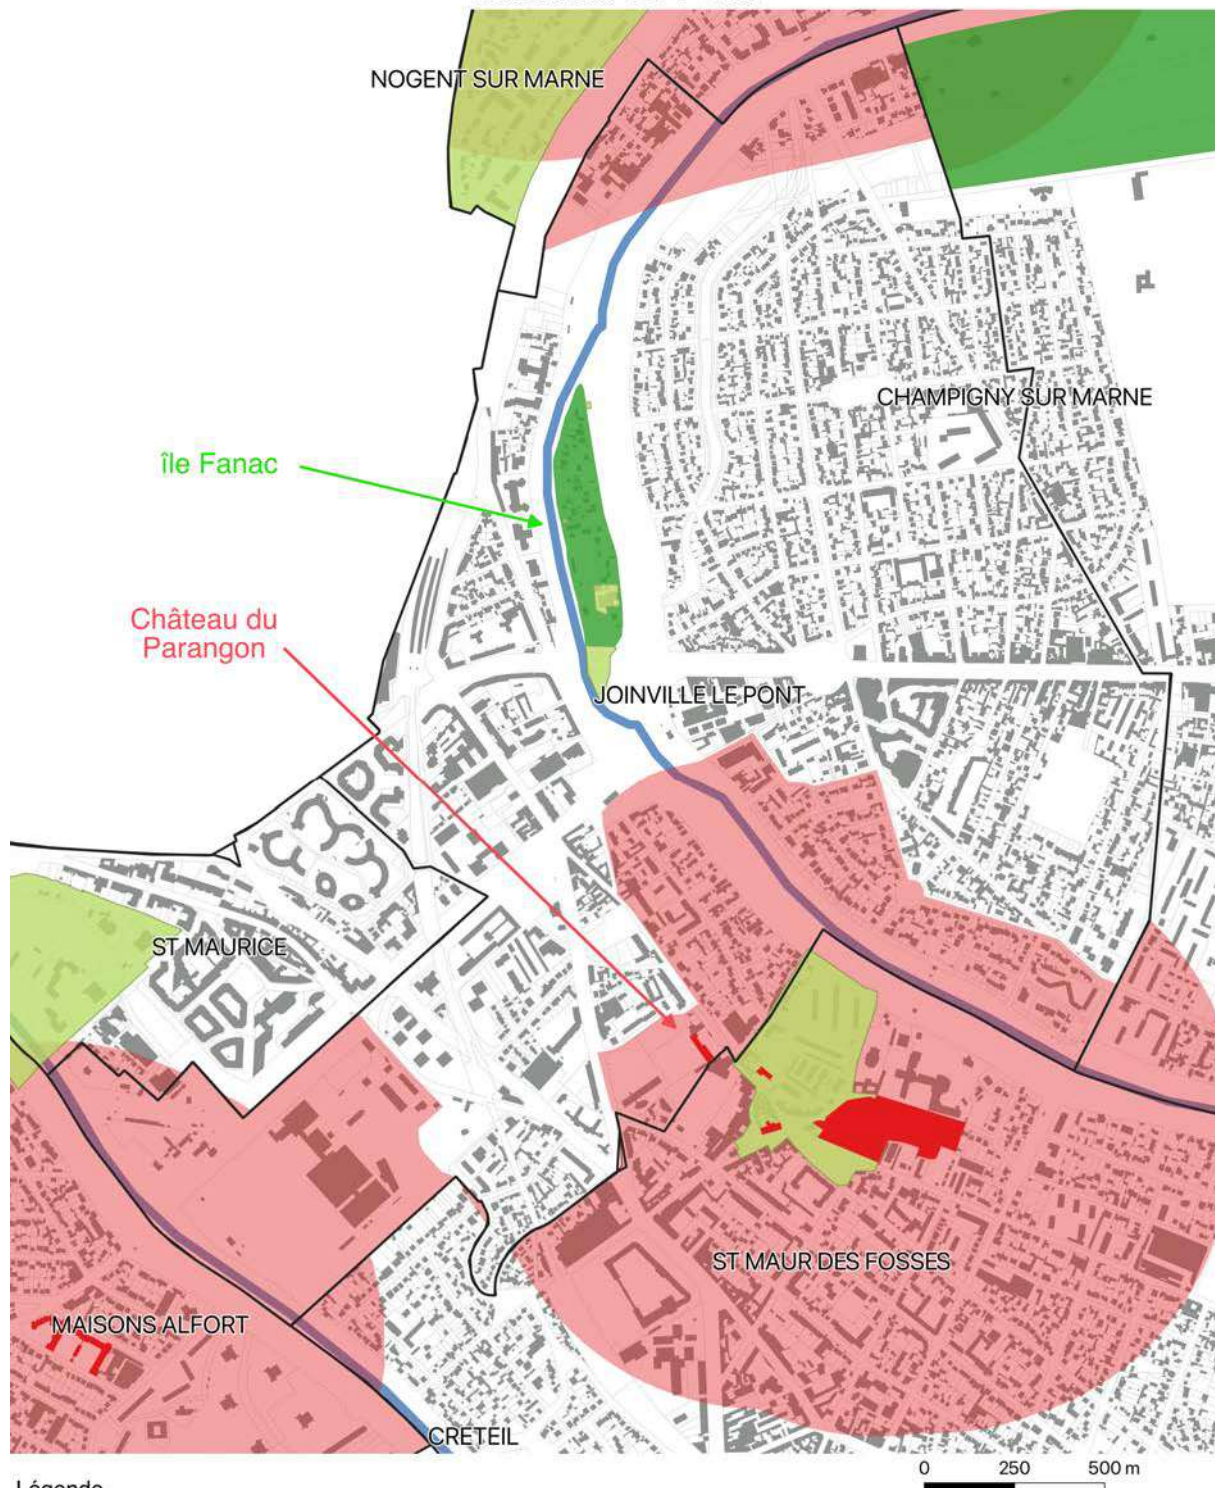 NOGENT SUR MARNE
CHAMPIGNY SUR MARNE
île Fanac
Château du
Parangon
JOINVILLE LE PONT
ST MAURICE
ST MAUR DES FOSSES
MAISONS ALFORT
CRETEIL
0 250 500 m